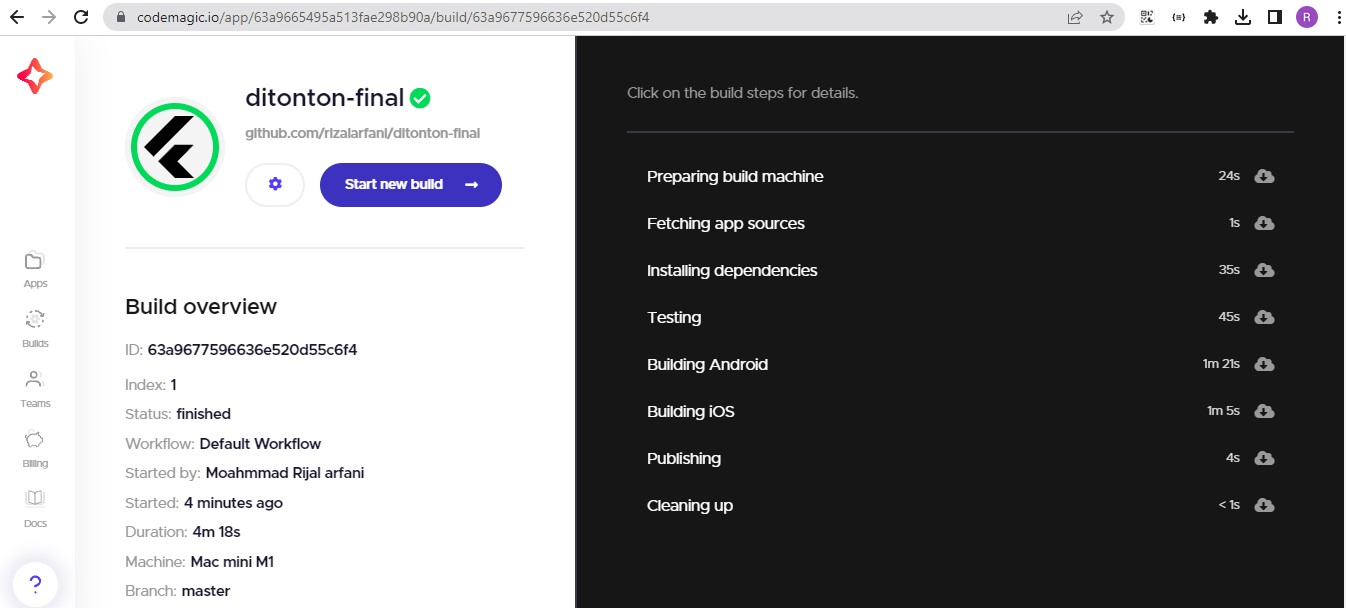 codemagic.io/app/63a9665495a513fae298b90a/build/63a9677596636e520d55c6f4
R
ditonton-final
github.com/rizalarfani/ditonton-final
Start new build
Apps
Builds
Teams
Billing
Docs
?
Build overview
ID: 63a9677596636e520d55c6f4
Index: 1
Status: finished
Workflow: Default Workflow
Started by: Moahmmad Rijal arfani
Started: 4 minutes ago
Duration: 4m 18s
Machine: Mac mini M1
Branch: master
Click on the build steps for details.
Preparing build machine 24s
Fetching app sources 1s
Installing dependencies 35s
Testing 45s
Building Android 1m 21s
Building iOS 1m 5s
Publishing 4s
Cleaning up < 1s